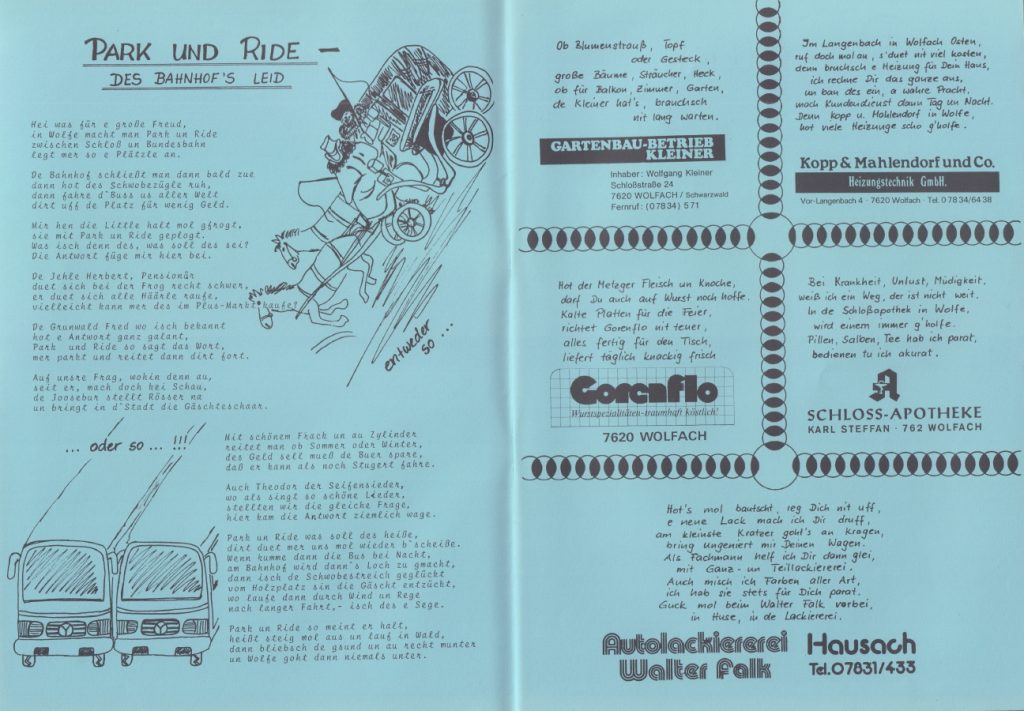 PARK UND RIDE –
DES BAHNHOF'S LEID
Hei was für e große Freud,
in Wolfe macht man Park un Ride
zwischen Schloß un Bundesbahn
legt mer so e Plätzle an.
De Bahnhof schließt man dann bald zue
dann hot des Schwobezügle ruh,
dann fahre d'Buss us aller Welt
dirt uff de Platz für wenig Geld.
Mir hen die Little halt mol gfrogt,
sie mit Park un Ride geplogt.
Was isch denn des, was soll des sei?
Die Antwort füge mir hier bei.
De Jehle Herbert, Pensionär
duet sich bei der Frog recht schwer,
er duet sich alle Häärle raufe,
vielleicht kann mer des im Plus-Markt kaufe?
De Grunwald Fred wo isch bekannt
hot e Antwort ganz galant,
Park und Ride so sagt das Wort,
mer parkt und reitet dann dirt fort.
Auf unsre Frag, wohin denn au,
seit er, mach doch hei Schau,
de Joosebur stellt Rösser na
un bringt in d'Stadt die Gäschteschaar.
entweder
so ...
... oder so ... !!!
Mit schönem Frack un au Zylinder
reitet man ob Sommer oder Winter,
des Geld sell mueß de Buer spare,
daß er kann als noch Stugert fahre.
Auch Theodor der Seifensieder,
wo als singt so schöne Lieder,
stellten wir die gleiche Frage,
hier kam die Antwort ziemlich wage.
Park un Ride was soll des heiße,
dirt duet mer uns mol wieder b'scheiße.
Wenn kumme dann die Bus bei Nacht,
am Bahnhof wird dann's Loch zu gmacht,
dann isch de Schwobestreich geglückt
vom Holzplatz sin die Gäscht entzückt,
wo laufe dann durch Wind un Rege
nach langer Fahrt,- isch des e Sege.
Park un Ride so meint er halt,
heißt steig mol aus un lauf in Wald,
dann bliebsch de gsund un au recht munter
un Wolfe goht dann niemals unter.
Ob Blumenstrauß, Topf
oder Gesteck,
große Bäume, Sträucher, Heck,
ob für Balkon, Zimmer, Garten,
de Kleiner hat's, brauchsch
nit lang warten.
GARTENBAU-BETRIEB
KLEINER
Inhaber: Wolfgang Kleiner
Schloßstraße 24
7620 WOLFACH / Schwarzwald
Fernruf: (07834) 571
Im Langenbach in Wolfach Osten,
ruf doch mol an, s'duet nit viel kosten,
denn bruchsch e Heizung für Dein Haus,
ich rechne Dir das ganze aus,
un bau des ein, a wahre Pracht,
mach Kundendienst dann Tag un Nacht.
Denn Kopp u. Mahlendorf in Wolfe,
hot viele Heizunge scho g'holfe.
Kopp & Mahlendorf und Co.
Heizungstechnik GmbH.
Vor-Langenbach 4 · 7620 Wolfach · Tel. 0 78 34/64 38
Hot der Metzger Fleisch un Knoche,
darf Du auch auf Wurst noch hoffe.
Kalte Platten für die Feier,
richtet Gorenflo nit teuer,
alles fertig für den Tisch,
liefert täglich knackig frisch
Gorenflo
Wurstspezialitäten-traumhaft köstlich!
7620 WOLFACH
Bei Krankheit, Unlust, Müdigkeit,
weiß ich ein Weg, der ist nicht weit.
In de Schloßapothek in Wolfe,
wird einem immer g'holfe.
Pillen, Salben, Tee hab ich parat,
bedienen tu ich akurat.
A
SCHLOSS-APOTHEKE
KARL STEFFAN · 762 WOLFACH
Hot's mol bautscht, reg Dich nit uff,
e neue Lack mach ich Dir druff,
am kleinste Kratzer goht's an Kragen,
bring ungeniert mir Deinen Wagen.
Als Fachmann helf ich Dir dann glei,
mit Ganz- un Teillackiererei.
Auch misch ich Farben aller Art,
ich hab sie stets für Dich parat.
Guck mol beim Walter Falk vorbei,
in Huse, in de Lackiererei.
Autolackiererei
Walter Falk
Hausach
Tel.07831/433